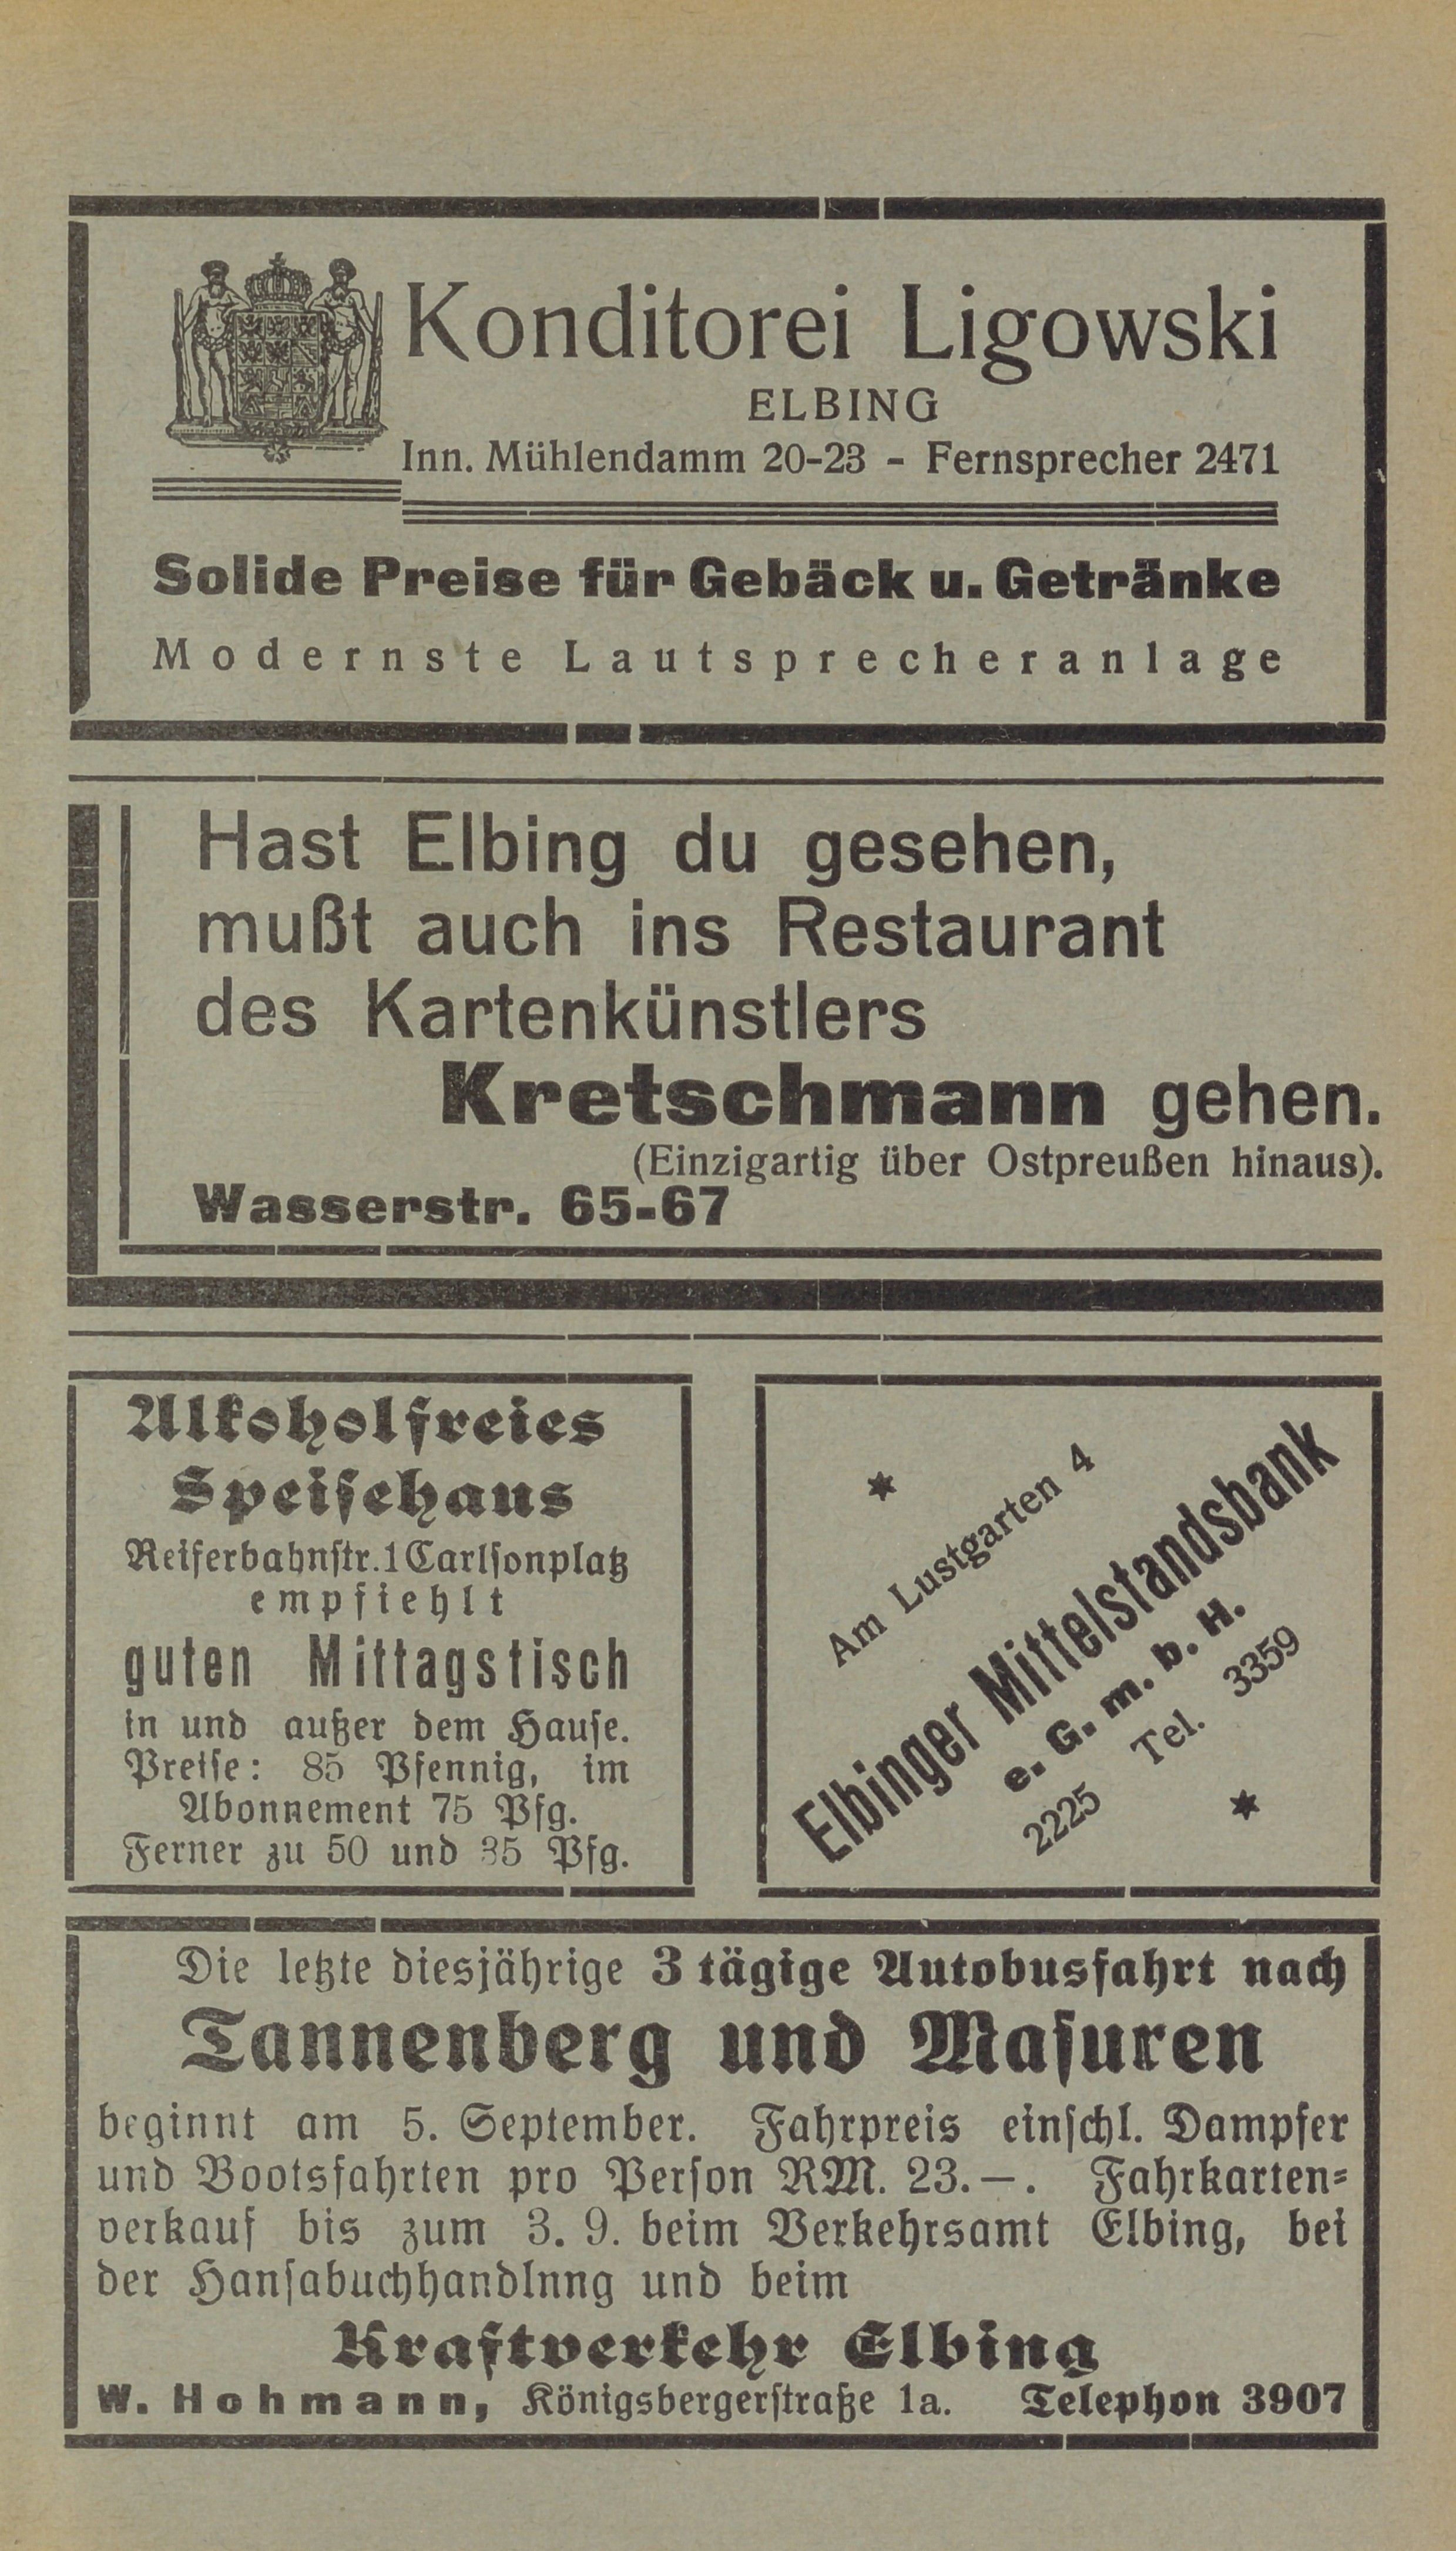 Konditorei Ligowski
ELBING
Inn. Mühlendamm 20-23 - Fernsprecher 2471
Solide Preise für Gebäck u. Getränke
Modernste Lautsprecheranlage
Hast Elbing du gesehen,
mußt auch ins Restaurant
des Kartenkünstlers
Kretschmann gehen.
(Einzigartig über Ostpreußen hinaus).
Wasserstr. 65-67
Alkoholfreies
Speisehaus
Reiferbahnstr.1 Carlsonplatz
empfiehlt
guten Mittagstisch
in und außer dem Hause.
Preise: 85 Pfennig, im
Abonnement 75 Pfg.
Ferner zu 50 und 35 Pfg.
Am Lustgarten 4
Elbinger Mittelstandsbank
e. G. m. b. H.
2225 Tel. 3359
Die letzte diesjährige 3 tägige Autobusfahrt nach
Tannenberg und Masuren
beginnt am 5. September. Fahrpreis einschl. Dampfer
und Bootsfahrten pro Person RM. 23.—. Fahrkarten-
verkauf bis zum 3. 9. beim Verkehrsamt Elbing, bei
der Hansabuchhandlnng und beim
Kraftverkehr Elbing
W. Hohmann, Königsbergerstraße 1a. Telephon 3907